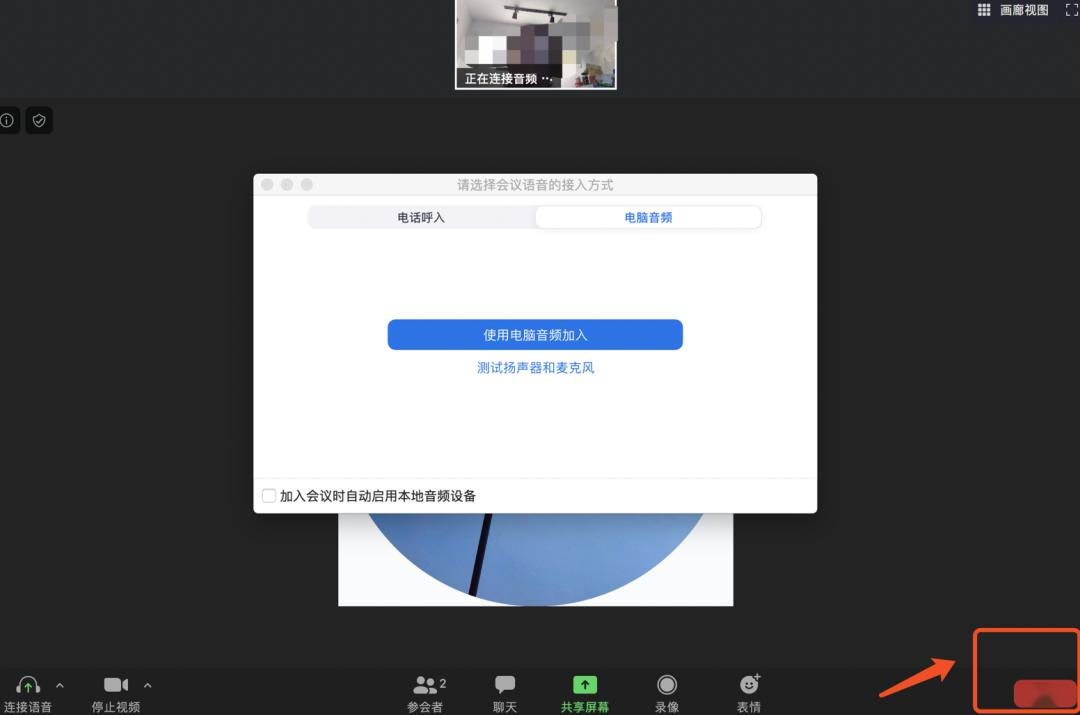 画廊视图
正在连接音频 ...
请选择会议语音的接入方式
电话呼入
电脑音频
使用电脑音频加入
测试扬声器和麦克风
加入会议时自动启用本地音频设备
2
连接语音
停止视频
参会者
聊天
共享屏幕
录像
表情